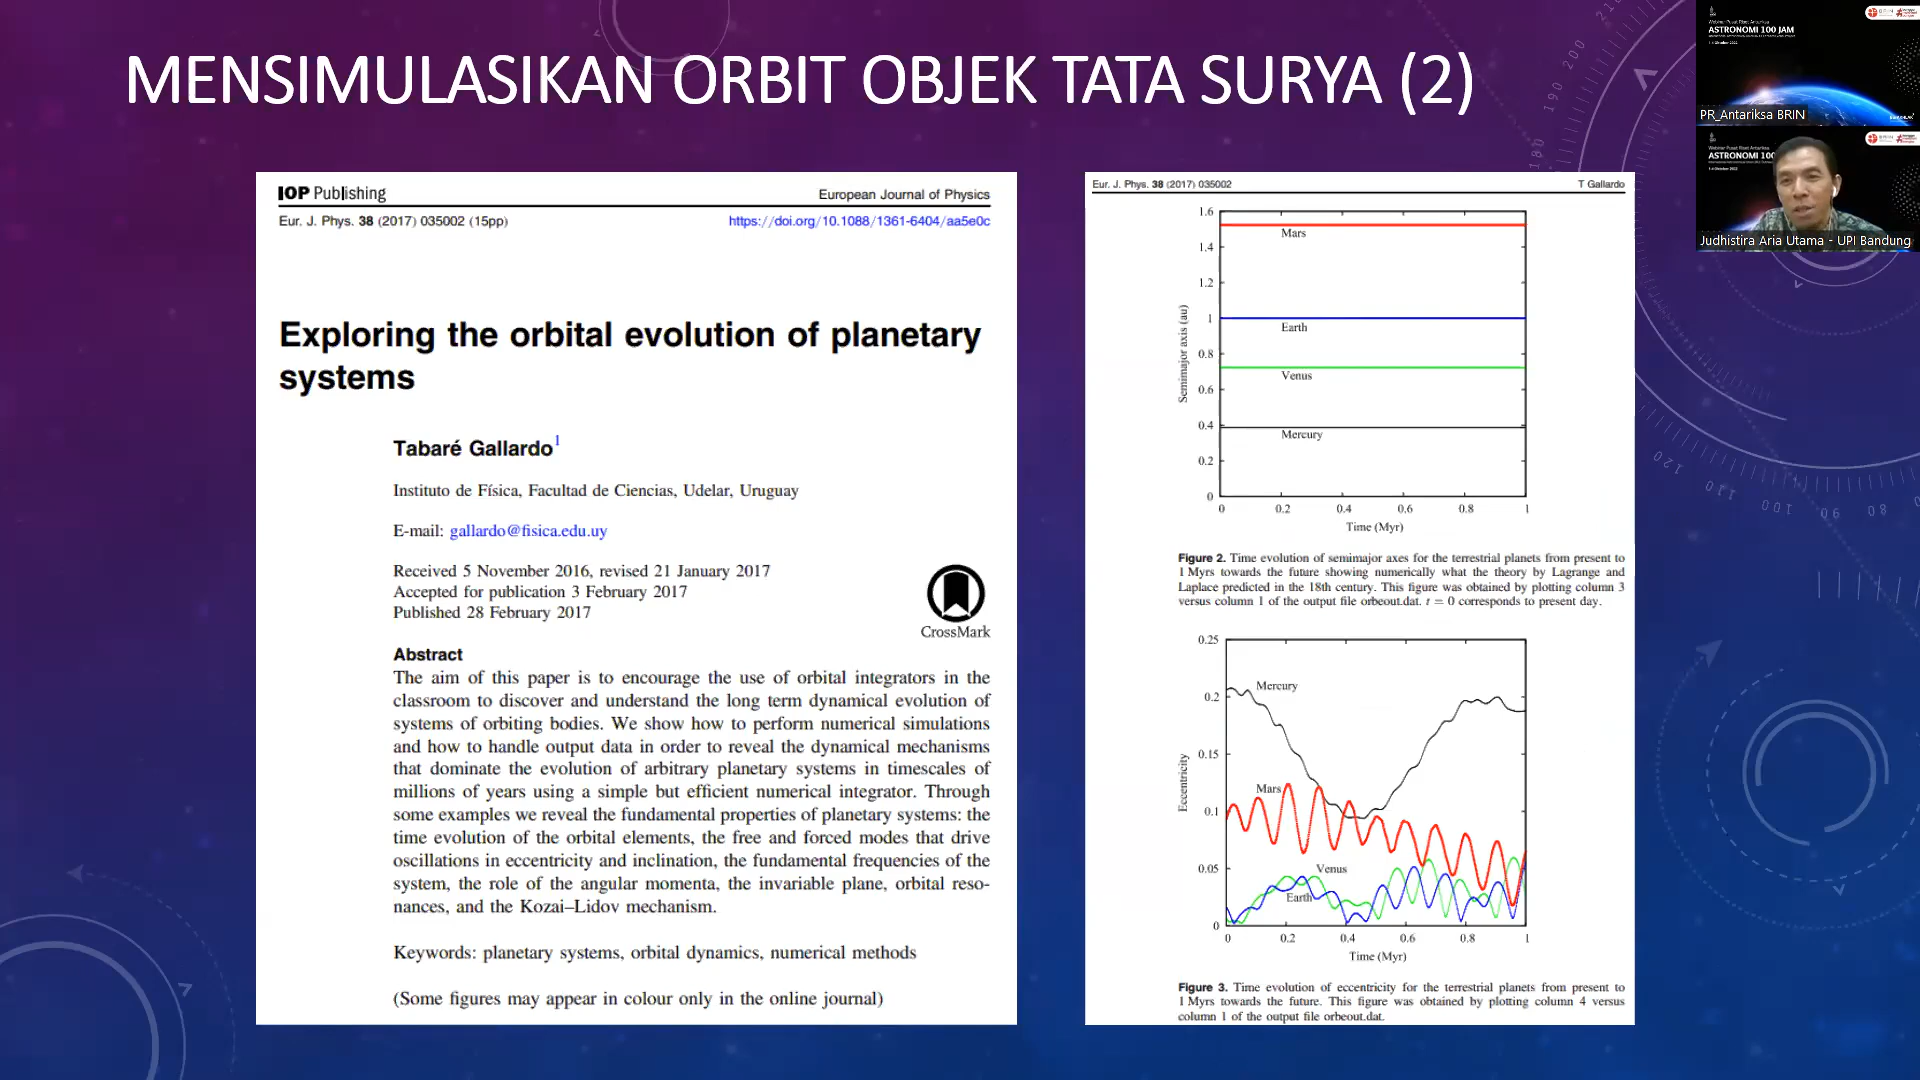 MENSIMULASIKAN ORBIT OBJEK TATA SURYA (2)
IOP Publishing
European Journal of Physics
Eur. J. Phys. 38 (2017) 035002 (15pp)
https://doi.org/10.1088/1361-6404/aa5e0c
Exploring the orbital evolution of planetary
systems
Tabaré Gallardo1
Instituto de Física, Facultad de Ciencias, Udelar, Uruguay
E-mail: gallardo@fisica.edu.uy
Received 5 November 2016, revised 21 January 2017
Accepted for publication 3 February 2017
Published 28 February 2017
CrossMark
Abstract
The aim of this paper is to encourage the use of orbital integrators in the
classroom to discover and understand the long term dynamical evolution of
systems of orbiting bodies. We show how to perform numerical simulations
and how to handle output data in order to reveal the dynamical mechanisms
that dominate the evolution of arbitrary planetary systems in timescales of
millions of years using a simple but efficient numerical integrator. Through
some examples we reveal the fundamental properties of planetary systems: the
time evolution of the orbital elements, the free and forced modes that drive
oscillations in eccentricity and inclination, the fundamental frequencies of the
system, the role of the angular momenta, the invariable plane, orbital reso-
nances, and the Kozai–Lidov mechanism.
Keywords: planetary systems, orbital dynamics, numerical methods
(Some figures may appear in colour only in the online journal)
Eur. J. Phys. 38 (2017) 035002
T Gallardo
1.6
1.4
1.2
1
0.8
0.6
0.4
0.2
0
Semimajor axis (au)
Mars
Earth
Venus
Mercury
0 0.2 0.4 0.6 0.8 1
Time (Myr)
Figure 2. Time evolution of semimajor axes for the terrestrial planets from present to
1 Myrs towards the future showing numerically what the theory by Lagrange and
Laplace predicted in the 18th century. This figure was obtained by plotting column 3
versus column 1 of the output file orbeout.dat. t = 0 corresponds to present day.
0.25
0.2
0.15
0.1
0.05
0
Eccentricity
Mercury
Mars
Venus
Earth
0 0.2 0.4 0.6 0.8 1
Time (Myr)
Figure 3. Time evolution of eccentricity for the terrestrial planets from present to
1 Myrs towards the future. This figure was obtained by plotting column 4 versus
column 1 of the output file orbeout.dat.
Webinar Pusat Riset Antariksa
ASTRONOMI 100 JAM
PR_Antariksa BRIN
ASTRONOMI 100
Judhistira Aria Utama - UPI Bandung
210
200
190
180
120
110
100
90
80